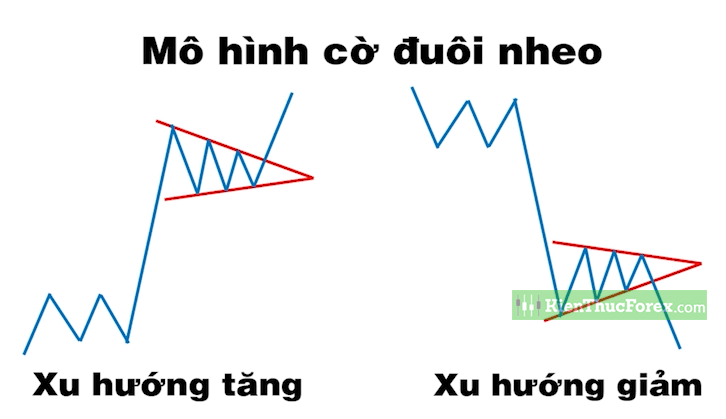 Mô hình cờ đuôi nheo
KienThucForex.com
Xu hướng tăng
Xu hướng giảm